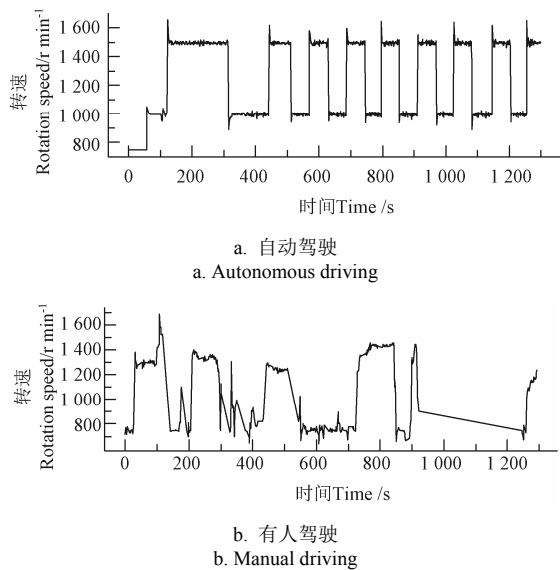 转速
Rotation speed/r min⁻¹
1 600
1 400
1 200
1 000
800
0 200 400 600 800 1 000 1 200
时间Time /s
a. 自动驾驶
a. Autonomous driving
转速
Rotation speed/r min⁻¹
1 600
1 400
1 200
1 000
800
0 200 400 600 800 1 000 1 200
时间Time /s
b. 有人驾驶
b. Manual driving